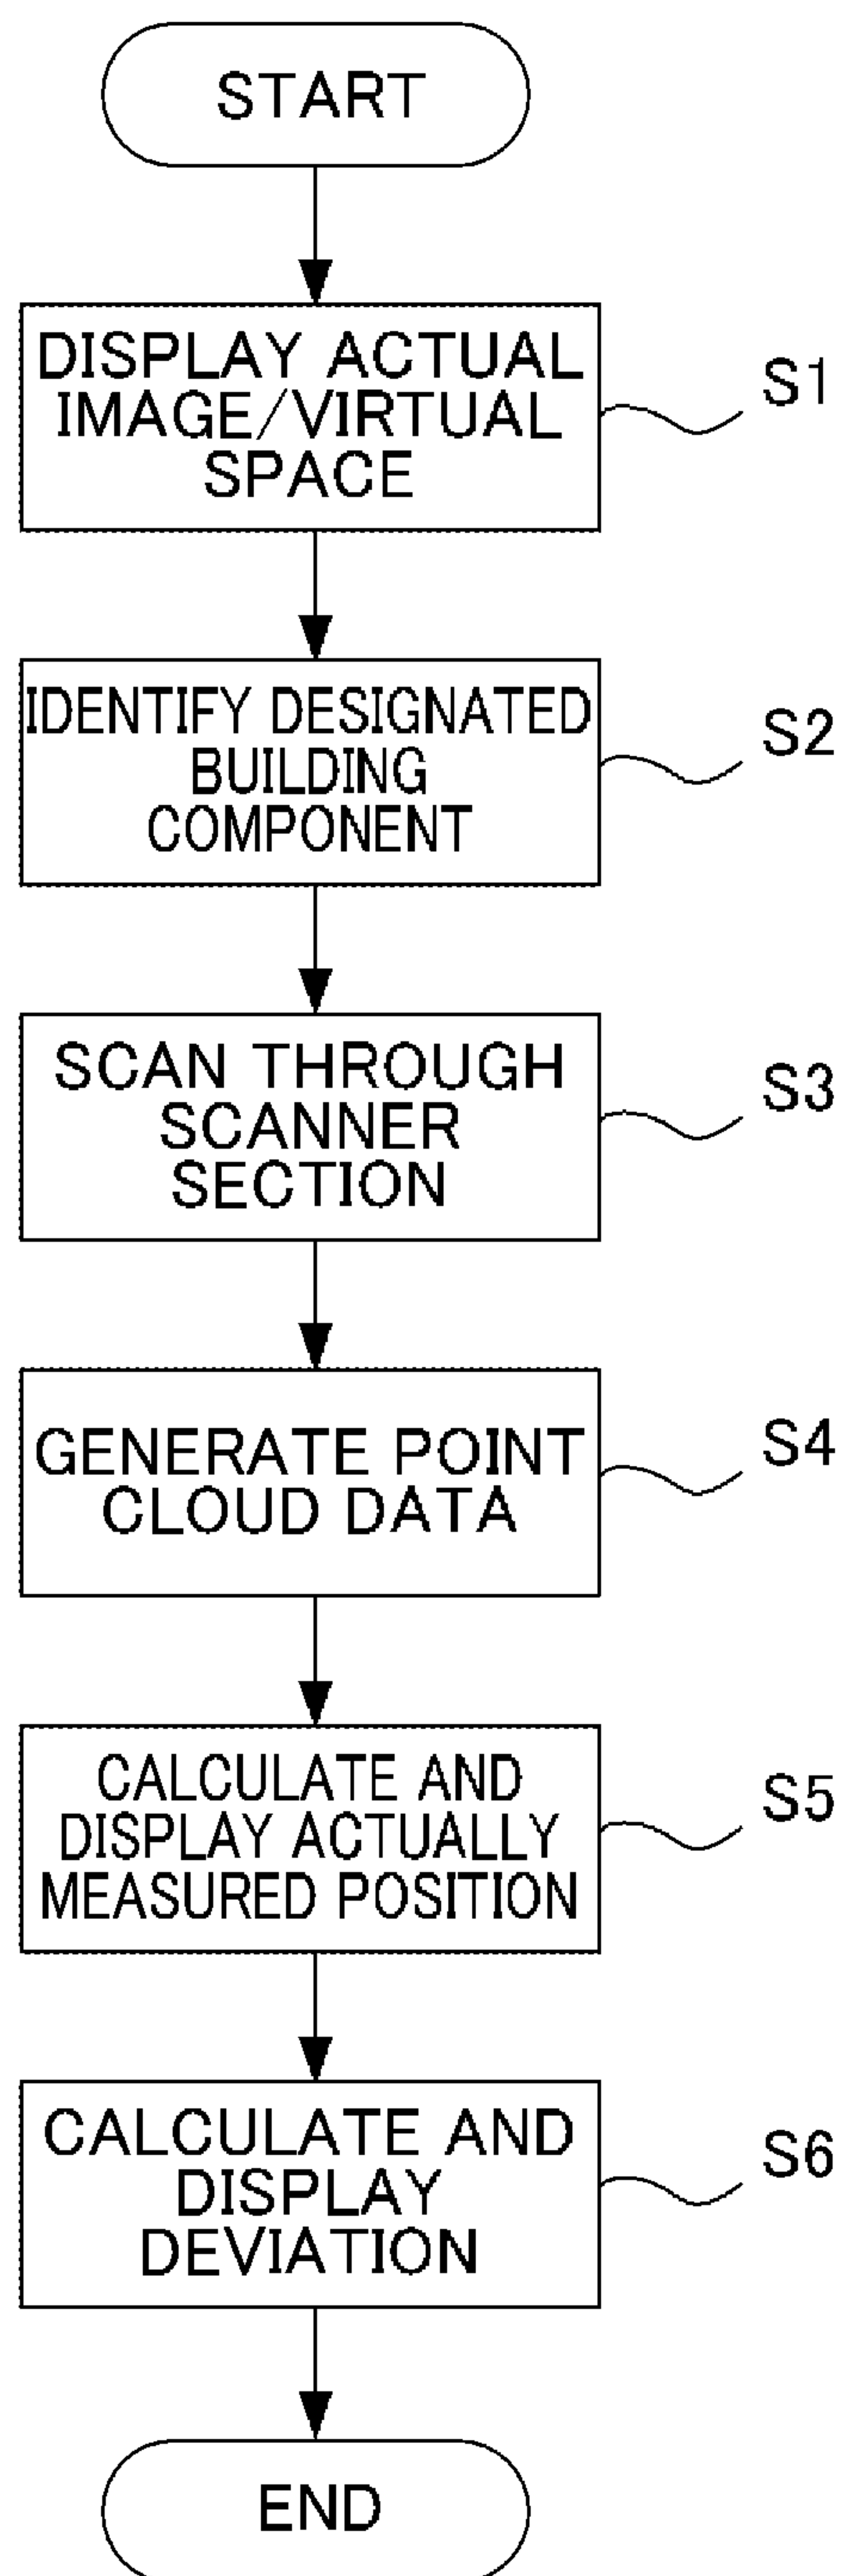 START
DISPLAY ACTUAL
IMAGE/VIRTUAL
SPACE
S1
IDENTIFY DESIGNATED
BUILDING
COMPONENT
S2
SCAN THROUGH
SCANNER
SECTION
S3
GENERATE POINT
CLOUD DATA
S4
CALCULATE AND
DISPLAY ACTUALLY
MEASURED POSITION
S5
CALCULATE AND
DISPLAY
DEVIATION
S6
END